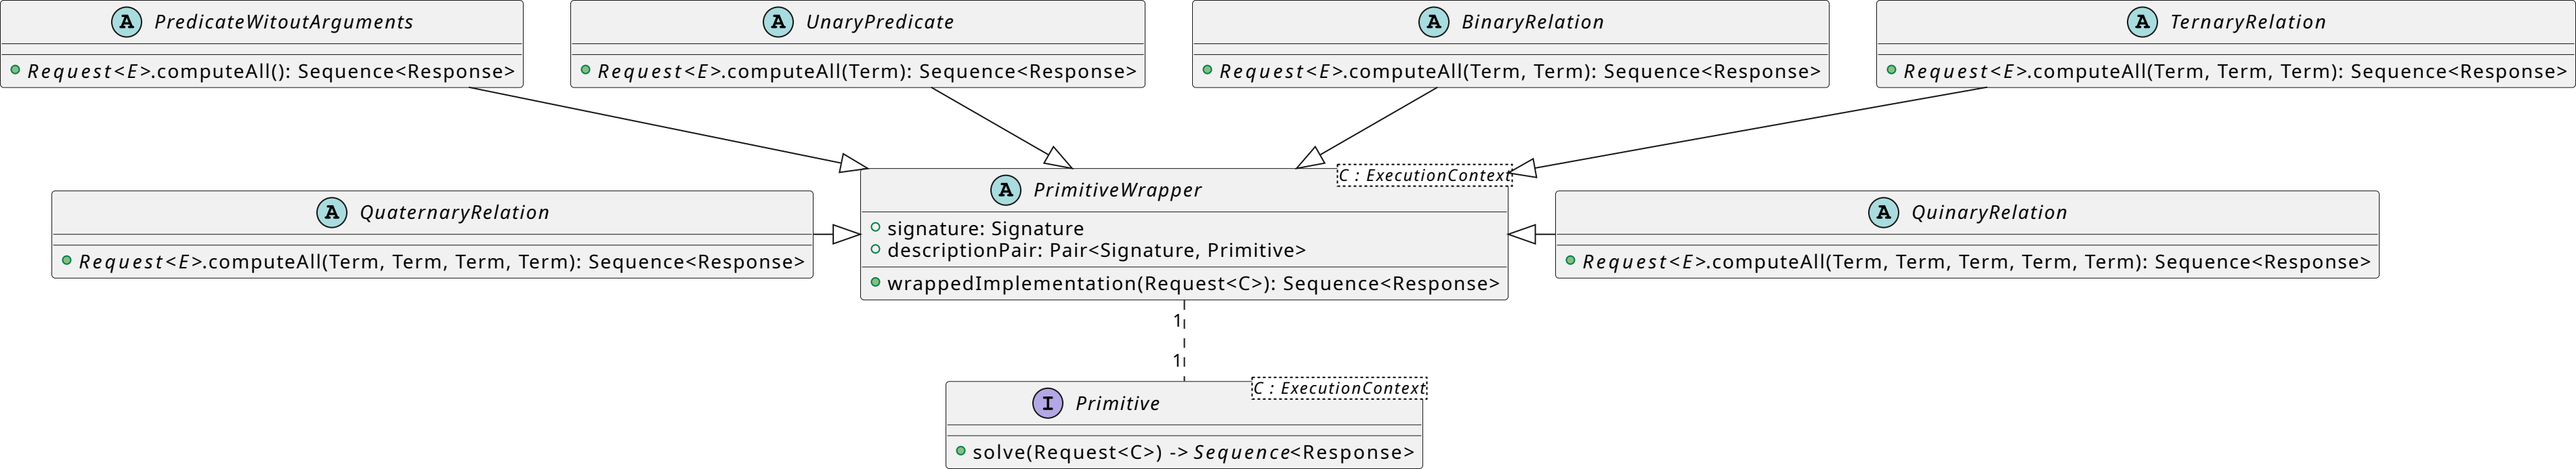 A PredicateWitoutArguments
Request<E>.computeAll(): Sequence<Response>
A UnaryPredicate
Request<E>.computeAll(Term): Sequence<Response>
A BinaryRelation
Request<E>.computeAll(Term, Term): Sequence<Response>
A TernaryRelation
Request<E>.computeAll(Term, Term, Term): Sequence<Response>
A QuaternaryRelation
Request<E>.computeAll(Term, Term, Term, Term): Sequence<Response>
A PrimitiveWrapper
C : ExecutionContext
signature: Signature
descriptionPair: Pair<Signature, Primitive>
wrappedImplementation(Request<C>): Sequence<Response>
A QuinaryRelation
Request<E>.computeAll(Term, Term, Term, Term, Term): Sequence<Response>
1
1
I Primitive
C : ExecutionContext
solve(Request<C>) -> Sequence<Response>